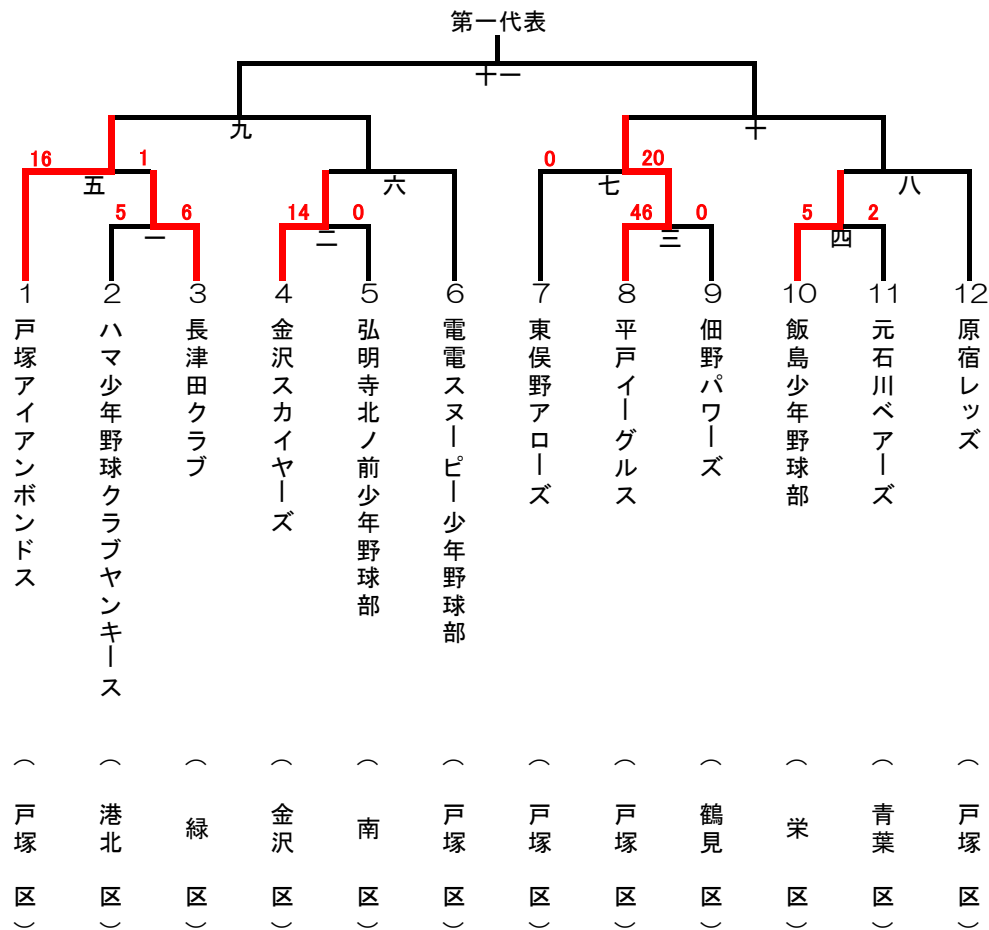 第一代表
十一
九
十
16
1
0
20
五
六
七
八
5
6
14
0
46
0
5
2
一
二
三
四
1
2
3
4
5
6
7
8
9
10
11
12
戸塚アイアンボンドス
ハマ少年野球クラブヤンキース
長津田クラブ
金沢スカイヤーズ
弘明寺北ノ前少年野球部
電電スヌーピー少年野球部
東俣野アローズ
平戸イーグルス
佃野パワーズ
飯島少年野球部
元石川ベアーズ
原宿レッズ
（戸塚区）
（港北区）
（緑区）
（金沢区）
（南区）
（戸塚区）
（戸塚区）
（戸塚区）
（鶴見区）
（栄区）
（青葉区）
（戸塚区）